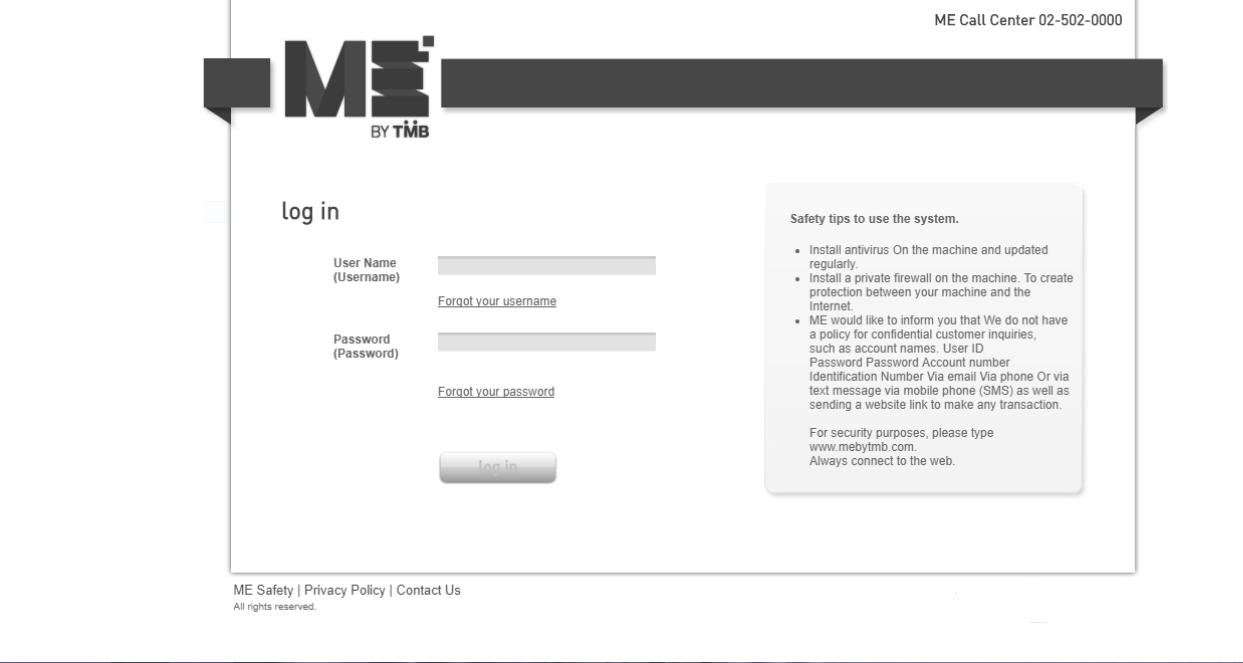 ME Call Center 02-502-0000
ME
BY TMB
log in
User Name
(Username)
Forgot your username
Password
(Password)
Forgot your password
log in
Safety tips to use the system.
• Install antivirus On the machine and updated
regularly.
• Install a private firewall on the machine. To create
protection between your machine and the
Internet.
• ME would like to inform you that We do not have
a policy for confidential customer inquiries,
such as account names. User ID
Password Password Account number
Identification Number Via email Via phone Or via
text message via mobile phone (SMS) as well as
sending a website link to make any transaction.
For security purposes, please type
www.mebytmb.com.
Always connect to the web.
ME Safety | Privacy Policy | Contact Us
All rights reserved.